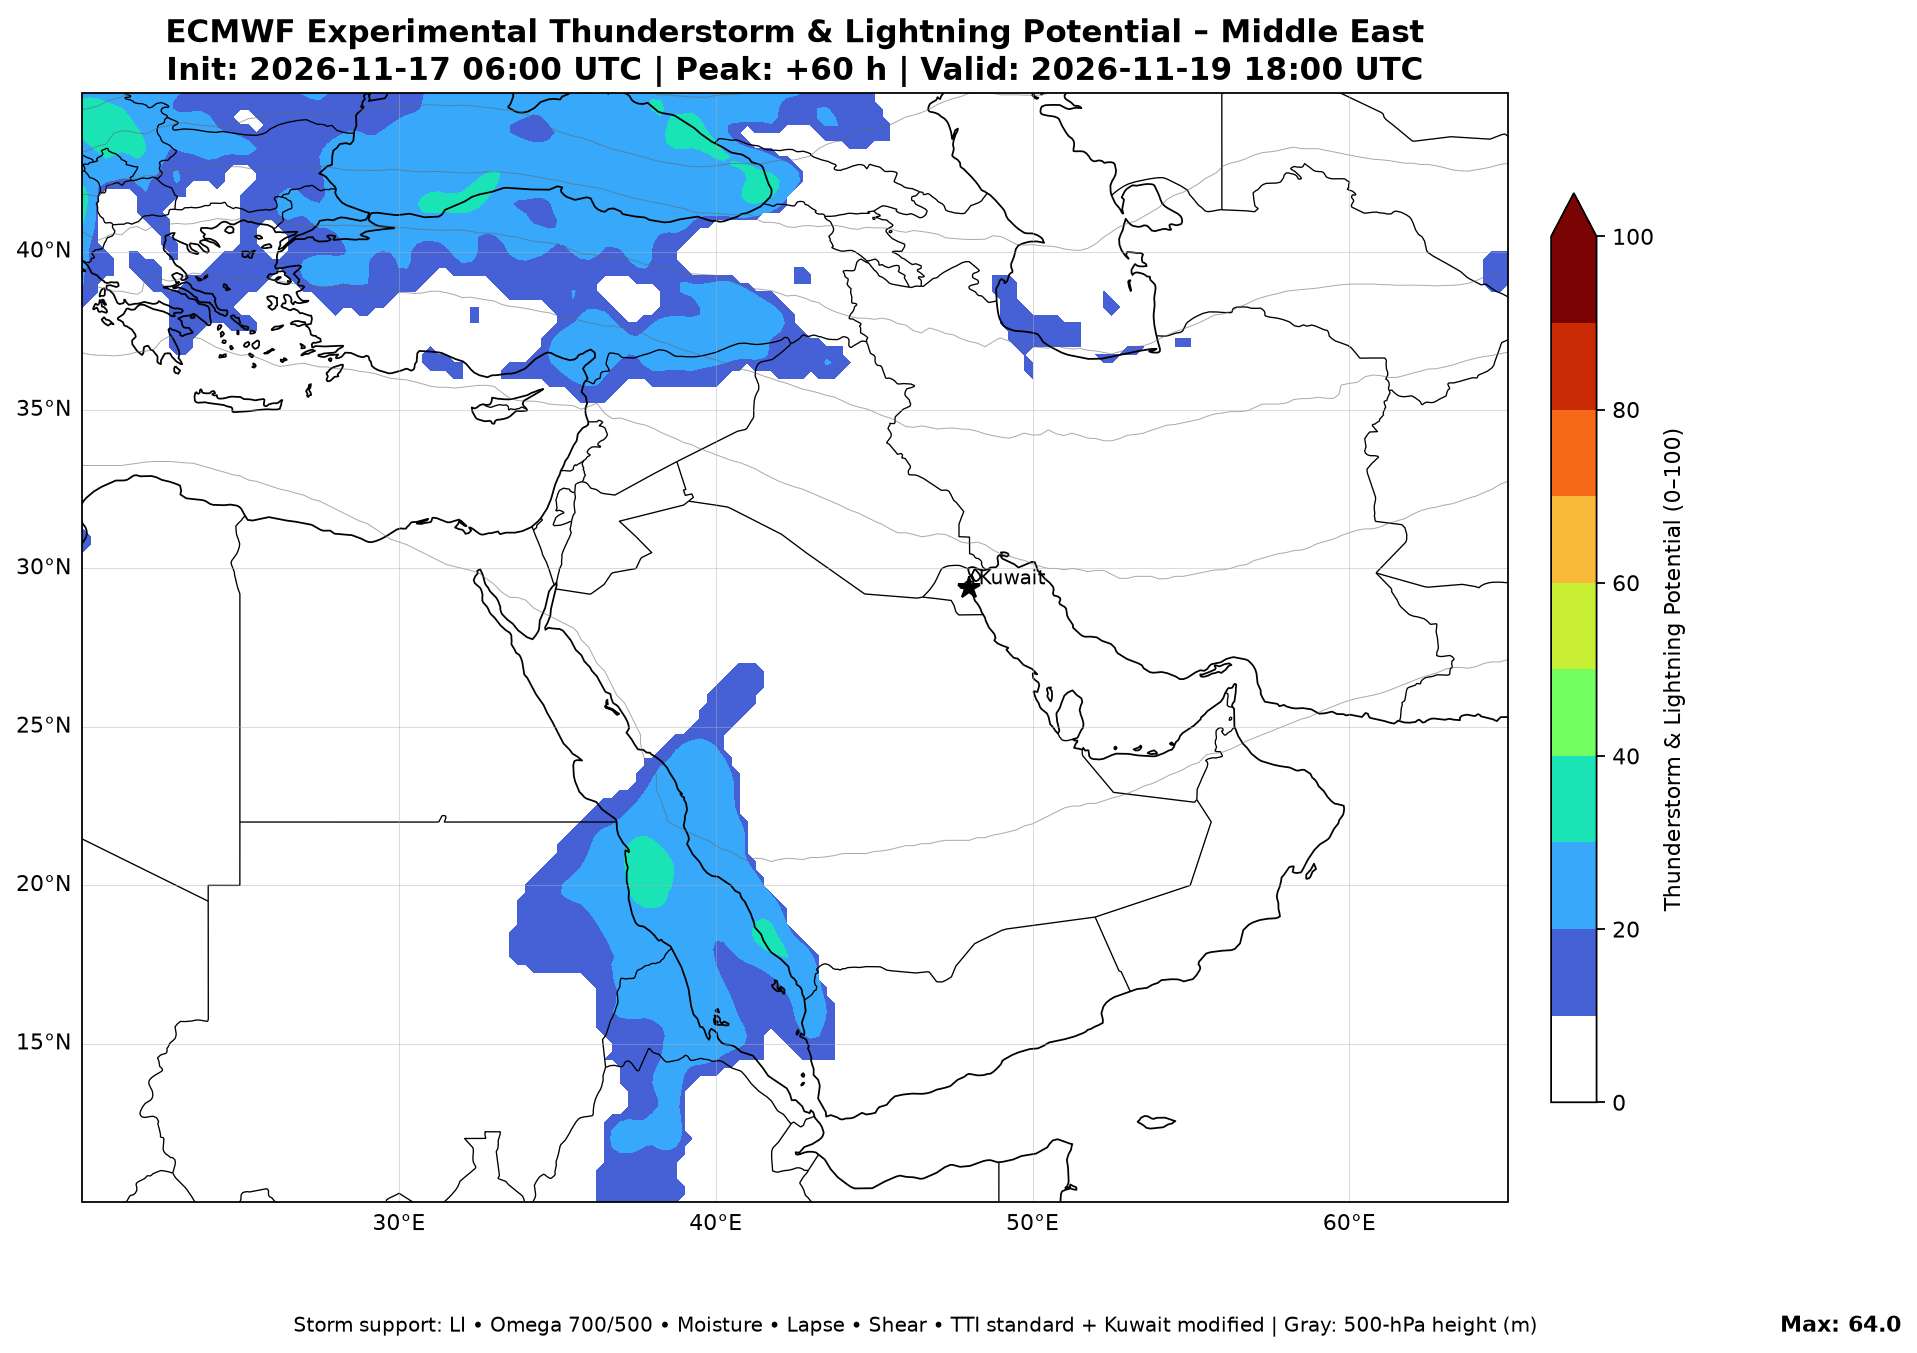 ECMWF Experimental Thunderstorm & Lightning Potential – Middle East
Init: 2026-11-17 06:00 UTC | Peak: +60 h | Valid: 2026-11-19 18:00 UTC
40°N
35°N
30°N
25°N
20°N
15°N
Kuwait
30°E
40°E
50°E
60°E
100
80
60
40
20
0
Thunderstorm & Lightning Potential (0–100)
Storm support: LI • Omega 700/500 • Moisture • Lapse • Shear • TTI standard + Kuwait modified | Gray: 500-hPa height (m)
Max: 64.0